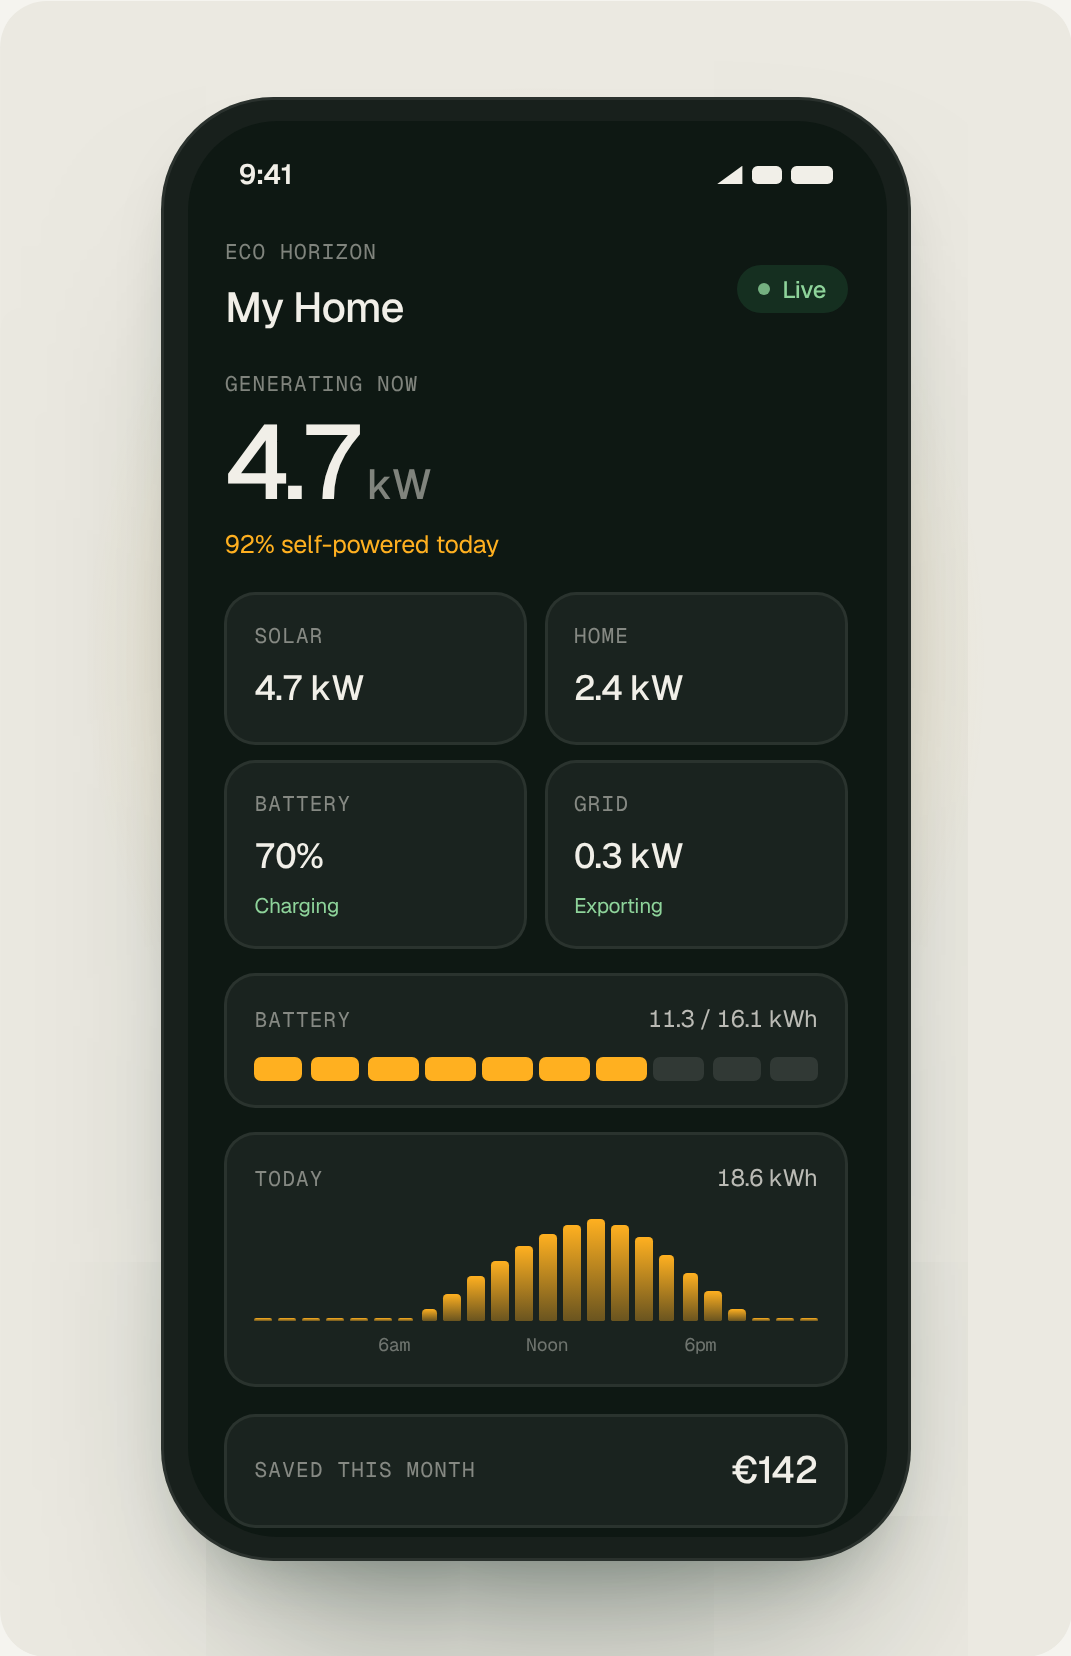 9:41
ECO HORIZON
My Home
Live
GENERATING NOW
4.7 kW
92% self-powered today
SOLAR
4.7 kW
HOME
2.4 kW
BATTERY
70%
Charging
GRID
0.3 kW
Exporting
BATTERY
11.3 / 16.1 kWh
TODAY
18.6 kWh
6am Noon 6pm
SAVED THIS MONTH
€142